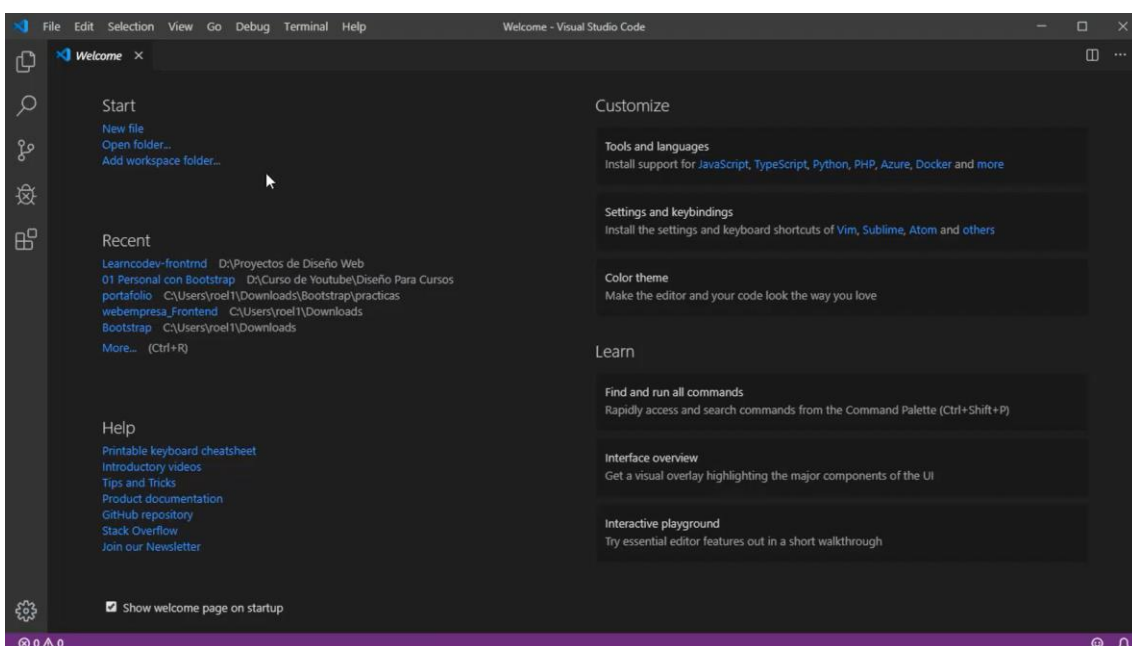 File Edit Selection View Go Debug Terminal Help
Welcome - Visual Studio Code
Welcome
Start
New file
Open folder...
Add workspace folder...
Recent
Learncodev-frontrnd D:\Proyectos de Diseño Web
01 Personal con Bootstrap D:\Curso de Youtube\Diseño Para Cursos
portafolio C:\Users\roel1\Downloads\Bootstrap\practicas
webempresa_Frontend C:\Users\roel1\Downloads
Bootstrap C:\Users\roel1\Downloads
More... (Ctrl+R)
Help
Printable keyboard cheatsheet
Introductory videos
Tips and Tricks
Product documentation
GitHub repository
Stack Overflow
Join our Newsletter
Show welcome page on startup
Customize
Tools and languages
Install support for JavaScript, TypeScript, Python, PHP, Azure, Docker and more
Settings and keybindings
Install the settings and keyboard shortcuts of Vim, Sublime, Atom and others
Color theme
Make the editor and your code look the way you love
Learn
Find and run all commands
Rapidly access and search commands from the Command Palette (Ctrl+Shift+P)
Interface overview
Get a visual overlay highlighting the major components of the UI
Interactive playground
Try essential editor features out in a short walkthrough
0 0